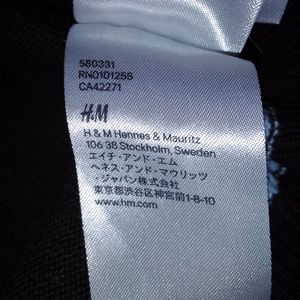 580331
RN0101255
CA42271
H&M
H & M Hennes & Mauritz
106 38 Stockholm, Sweden
エイチ・アンド・エム
ヘネス・アンド・マウリッツ
・ジャパン株式会社
東京都渋谷区神宮前1-8-10
www.hm.com